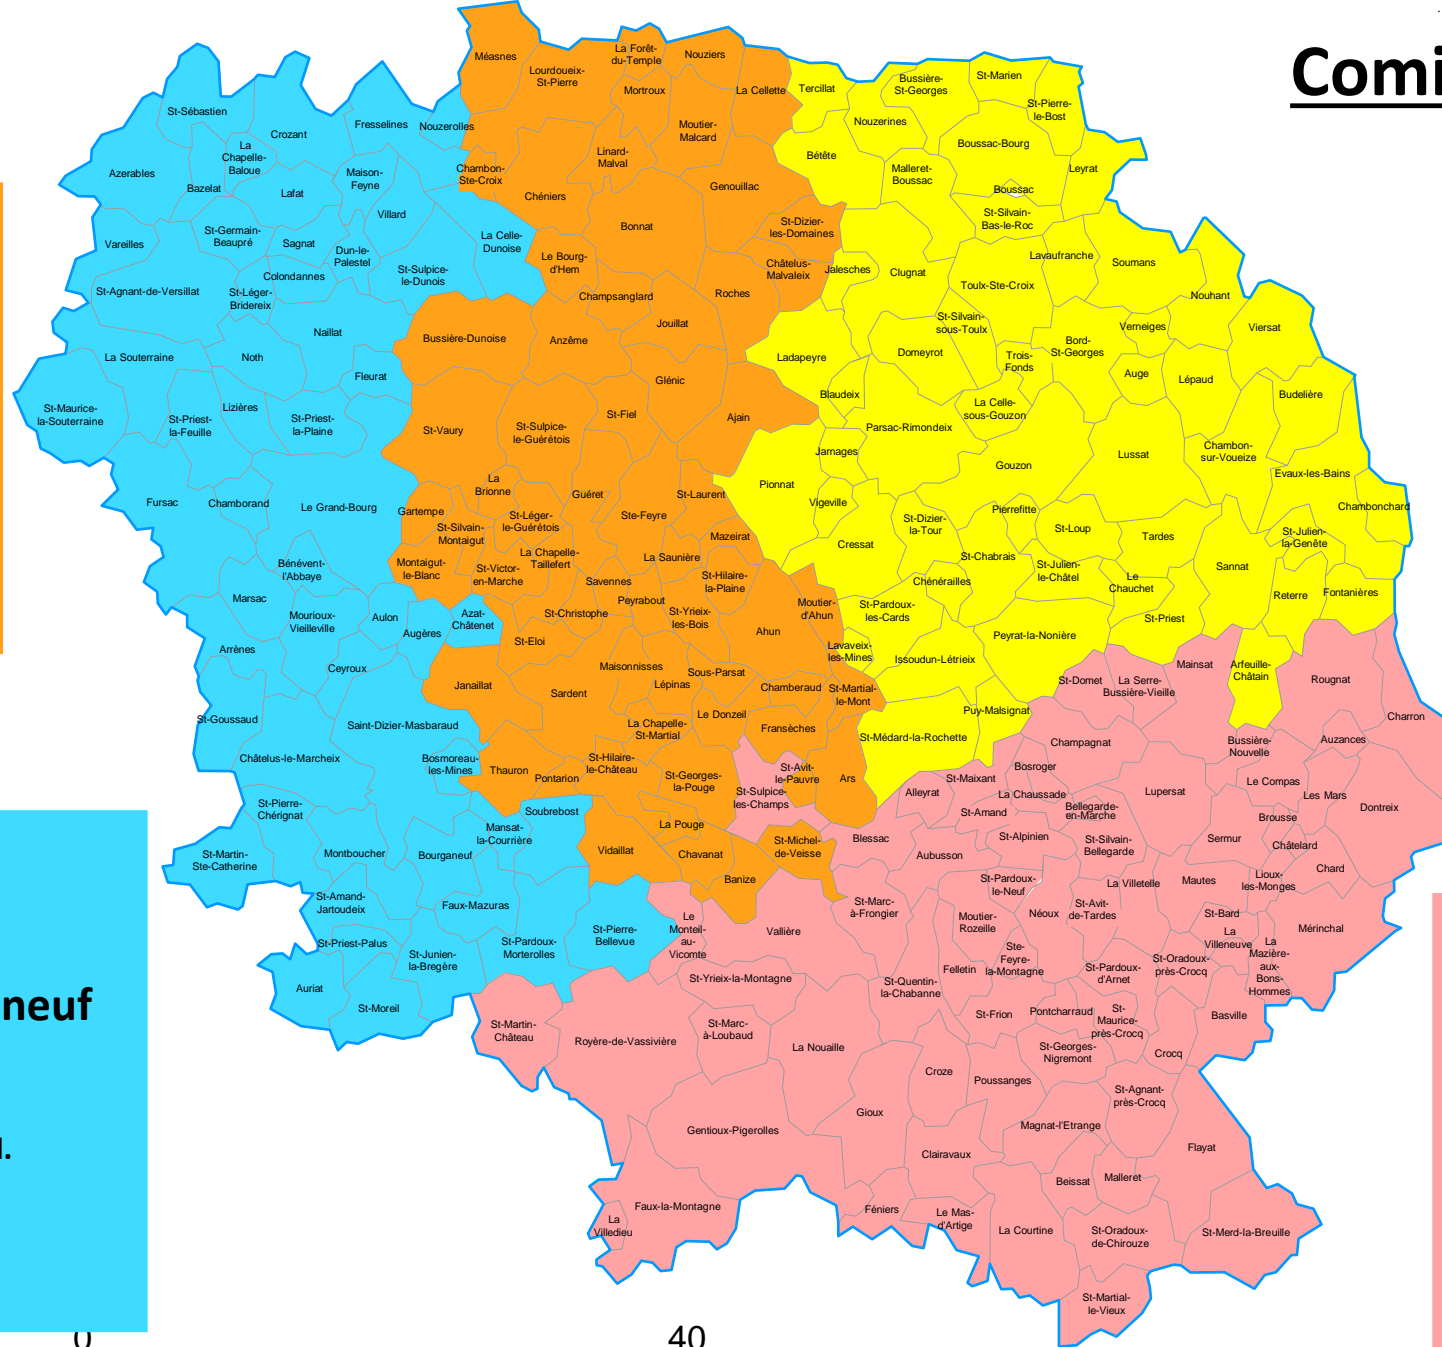 Comi
Méasnes
Lourdoueix-
St-Pierre
La Forêt-
du-Temple
Nouziers
Mortroux
La Cellette
Tercillat
Bussière-
St-Georges
St-Marien
St-Pierre-
le-Bost
St-Sébastien
Crozant
Fresselines
Nouzerolles
Moutier-
Malcard
Nouzerines
Boussac-Bourg
La
Chapelle-
Baloue
Azerables
Bazelat
Lafat
Maison-
Feyne
Chambon-
Ste-Croix
Linard-
Malval
Chéniers
Genouillac
Bétête
Malleret-
Boussac
Boussac
Leyrat
Villard
Bonnat
St-Dizier-
les-Domaines
St-Silvain-
Bas-le-Roc
Vareilles
St-Germain-
Beaupré
Sagnat
Dun-le-
Palestel
La Celle-
Dunoise
Le Bourg-
d'Hem
Châtelus-
Malvaleix
Jalesches
Clugnat
Lavaufranche
Soumans
Colondannes
St-Sulpice-
le-Dunois
St-Agnant-de-Versillat
St-Léger-
Bridereix
Champsanglard
Roches
Toulx-Ste-Croix
Nouhant
Naillat
Bussière-Dunoise
Anzême
Jouillat
St-Silvain-
sous-Toulx
Verneiges
Viersat
La Souterraine
Noth
Ladapeyre
Domeyrot
Trois-
Fonds
Bord-
St-Georges
Fleurat
Glénic
Auge
Lépaud
Blaudeix
Budelière
St-Maurice-
la-Souterraine
St-Priest-
la-Feuille
Lizières
St-Priest-
la-Plaine
St-Vaury
St-Sulpice-
le-Guérétois
St-Fiel
Ajain
La Celle-
sous-Gouzon
Parsac-Rimondeix
Jarnages
Gouzon
Lussat
Chambon-
sur-Voueize
Evaux-les-Bains
Fursac
Chamborand
Le Grand-Bourg
Gartempe
La
Brionne
Guéret
St-Laurent
Pionnat
Vigeville
Pierrefitte
Chambonchard
St-Silvain-
Montaigut
St-Léger-
le-Guérétois
Ste-Feyre
Mazeirat
St-Dizier-
la-Tour
St-Loup
Tardes
St-Julien-
la-Genête
Cressat
St-Chabrais
Bénévent-
l'Abbaye
Montaigut-
le-Blanc
La Chapelle-
Taillefert
St-Victor-
en-Marche
La Saunière
Savennes
St-Hilaire-
la-Plaine
Chénérailles
St-Julien-
le-Châtel
Le
Chauchet
Sannat
Reterre
Fontanières
Marsac
Mourioux-
Vieilleville
Aulon
Augères
Azat-
Châtenet
St-Christophe
Peyrabout
St-Yrieix-
les-Bois
Ahun
Moutier-
d'Ahun
St-Pardoux-
les-Cards
St-Priest
Peyrat-la-Nonière
Arrènes
Ceyroux
St-Eloi
Lavaveix-
les-Mines
Issoudun-Létrieix
Janaillat
Sardent
Maisonnisses
Lépinas
Sous-Parsat
Chamberaud
St-Martial-
le-Mont
St-Domet
La Serre-
Bussière-Vieille
Mainsat
Arfeuille-
Châtain
Rougnat
St-Goussaud
Saint-Dizier-Masbaraud
Le Donzeil
La Chapelle-
St-Martial
Fransèches
St-Médard-la-Rochette
Puy-Malsignat
Charron
Châtelus-le-Marcheix
Bosmoreau-
les-Mines
Thauron
Pontarion
St-Hilaire-
le-Château
St-Georges-
la-Pouge
St-Avit-
le-Pauvre
St-Sulpice-
les-Champs
Ars
Champagnat
Bosroger
Bussière-
Nouvelle
Auzances
St-Maixant
Alleyrat
La Chaussade
Lupersat
Le Compas
Les Mars
Dontreix
St-Pierre-
Chérignat
Soubrebost
La Pouge
St-Amand
Bellegarde-
en-Marche
Brousse
Mansat-
la-Courrière
Bourganeuf
Montboucher
Vidaillat
Chavanat
St-Michel-
de-Veisse
Blessac
Aubusson
St-Alpinien
St-Silvain-
Bellegarde
Sermur
Châtelard
Chard
St-Martin-
Ste-Catherine
Banize
St-Pardoux-
le-Neuf
La Villetelle
Mautes
Lioux-
les-Monges
St-Amand-
Jartoudeix
Faux-Mazuras
St-Marc-
à-Frongier
Moutier-
Rozeille
Néoux
St-Avit-
de-Tardes
St-Bard
Mérinchal
St-Priest-Palus
St-Junien-
la-Bregère
St-Pardoux-
Morterolles
St-Pierre-
Bellevue
Le
Monteil-
au-
Vicomte
Vallière
La
Villeneuve
La
Mazière-
aux-
Bons-
Hommes
Ste-
Feyre-
la-Montagne
Felletin
St-Oradoux-
près-Crocq
Auriat
St-Moreil
St-Yrieix-la-Montagne
St-Quentin-
la-Chabanne
St-Pardoux-
d'Arnet
neuf
St-Martin-
Château
Royère-de-Vassivière
St-Marc-
à-Loubaud
La Nouaille
St-Frion
Pontcharraud
St-
Maurice-
près-Crocq
Basville
St-Georges-
Nigremont
Crocq
Croze
Poussanges
St-Agnant-
près-Crocq
Gioux
Gentioux-Pigerolles
Magnat-l'Etrange
Flayat
l.
Clairavaux
Beissat
Malleret
Faux-la-Montagne
La
Villedieu
Féniers
Le Mas-
d'Artige
La Courtine
St-Oradoux-
de-Chirouze
St-Merd-la-Breuille
St-Martial-
le-Vieux
0
40